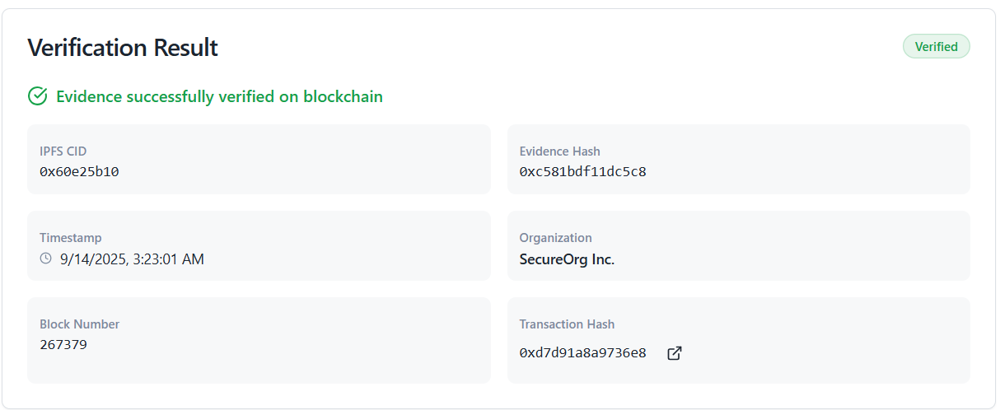 Verification Result
Verified
Evidence successfully verified on blockchain
IPFS CID
0x60e25b10
Evidence Hash
0xc581bdf11dc5c8
Timestamp
9/14/2025, 3:23:01 AM
Organization
SecureOrg Inc.
Block Number
267379
Transaction Hash
0xd7d91a8a9736e8